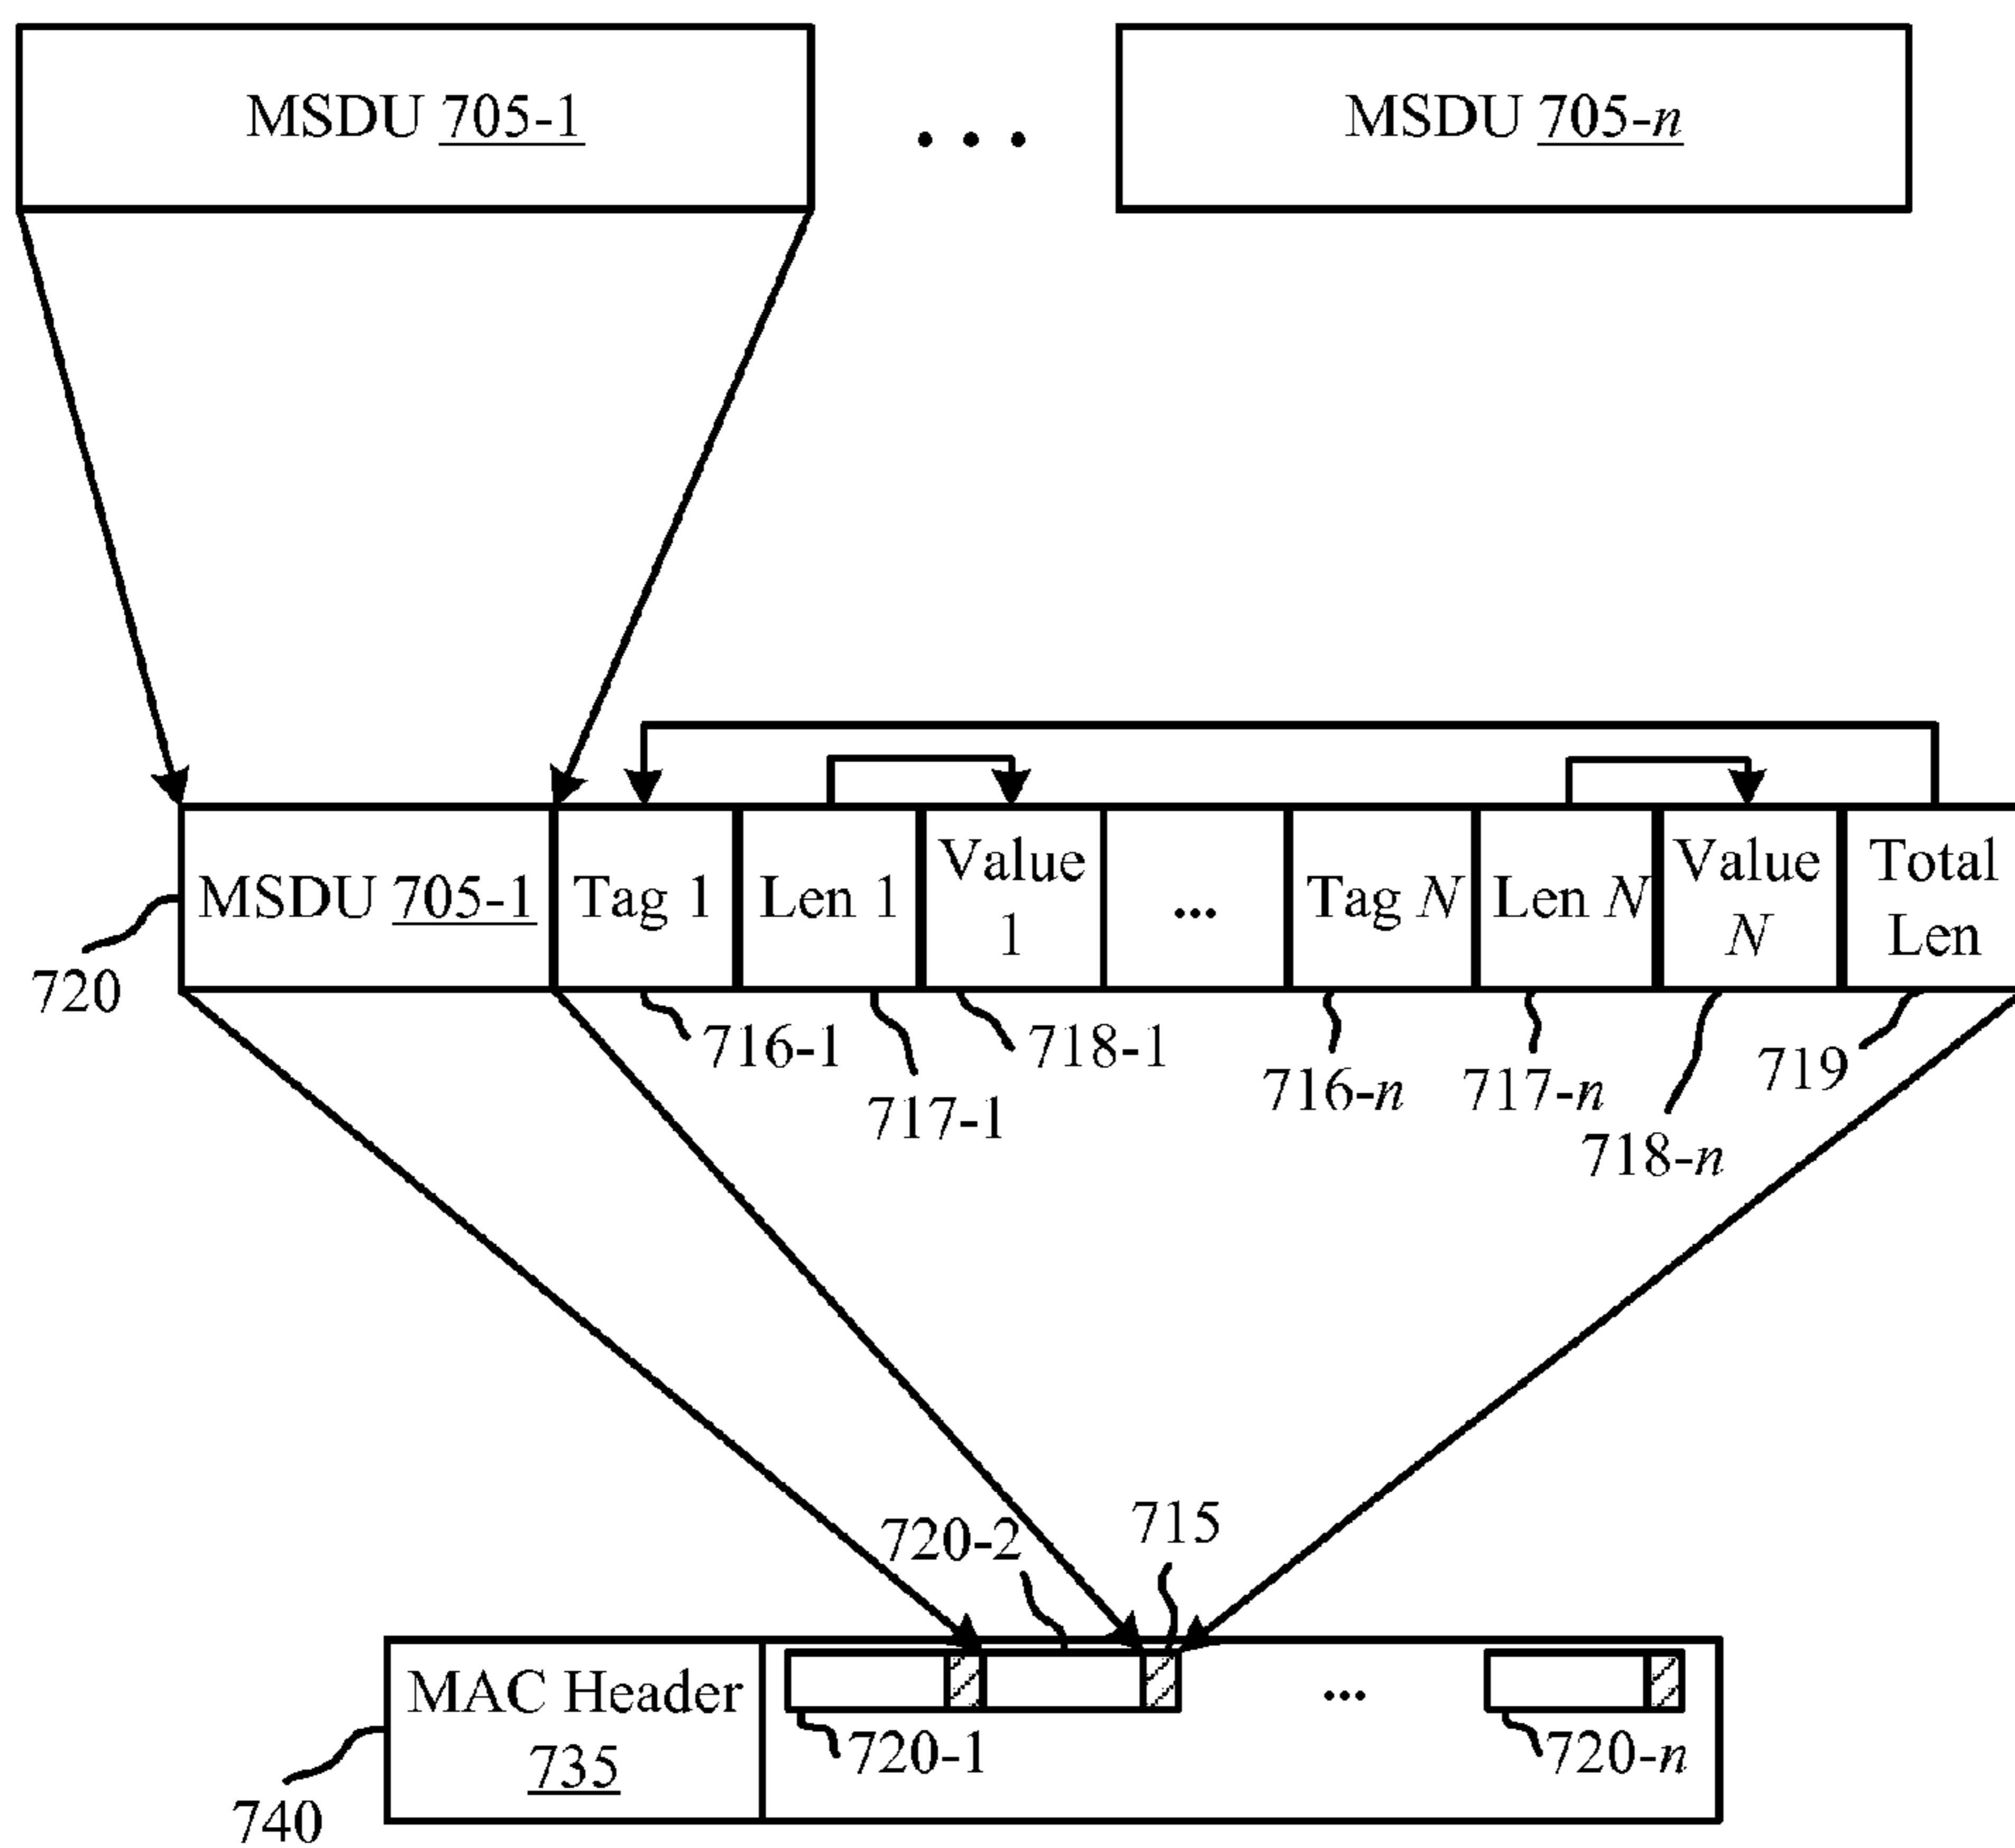 MSDU 705-1
...
MSDU 705-n
MSDU 705-1
Tag 1
Len 1
Value
1
...
Tag N
Len N
Value
N
Total
Len
720
716-1
717-1
718-1
716-n
717-n
718-n
719
720-2
715
MAC Header
735
...
720-1
720-n
740